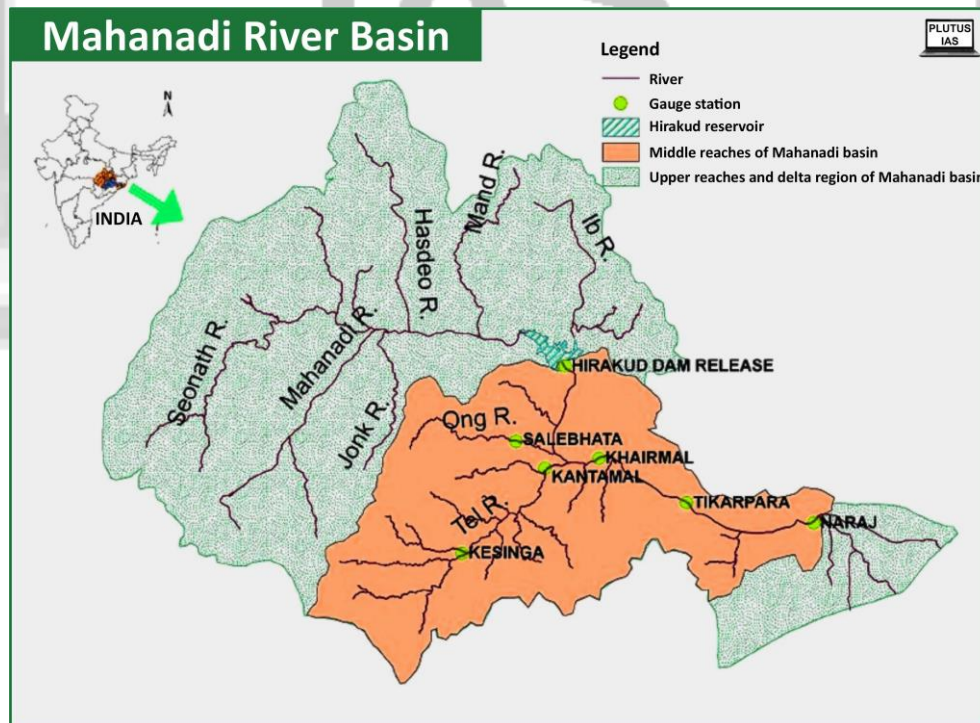 Mahanadi River Basin
PLUTUS
IAS
Legend
River
Gauge station
Hirakud reservoir
Middle reaches of Mahanadi basin
Upper reaches and delta region of Mahanadi basin
N
INDIA
Hasdeo R.
Mand R.
Ib R.
Seonath R.
Mahanadi R.
Jonk R.
HIRAKUD DAM RELEASE
Ong R.
SALEBHATA
KHAIRMAL
KANTAMAL
Tel R.
TIKARPARA
NARAJ
KESINGA